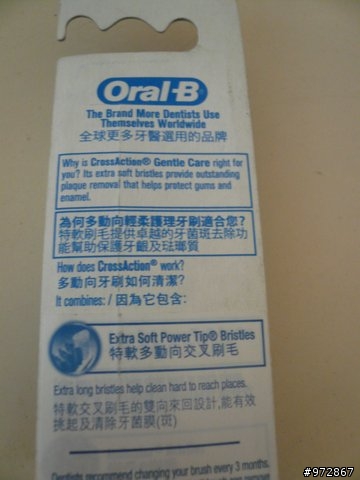 Oral-B
The Brand More Dentists Use
Themselves Worldwide
全球更多牙醫選用的品牌
Why is CrossAction® Gentle Care right for
you? Its extra soft bristles provide outstanding
plaque removal that helps protect gums and
enamel.
為何多動向輕柔護理牙刷適合您?
特軟刷毛提供卓越的牙菌斑去除功
能幫助保護牙齦及琺瑯質
How does CrossAction® work?
多動向牙刷如何清潔?
It combines: / 因為它包含:
Extra Soft Power Tip® Bristles
特軟多動向交叉刷毛
Extra long bristles help clean hard to reach places.
特軟交叉刷毛的雙向來回設計,能有效
挑起及清除牙菌膜(斑)
Dentists recommend changing your brush every 3 months.
#972867